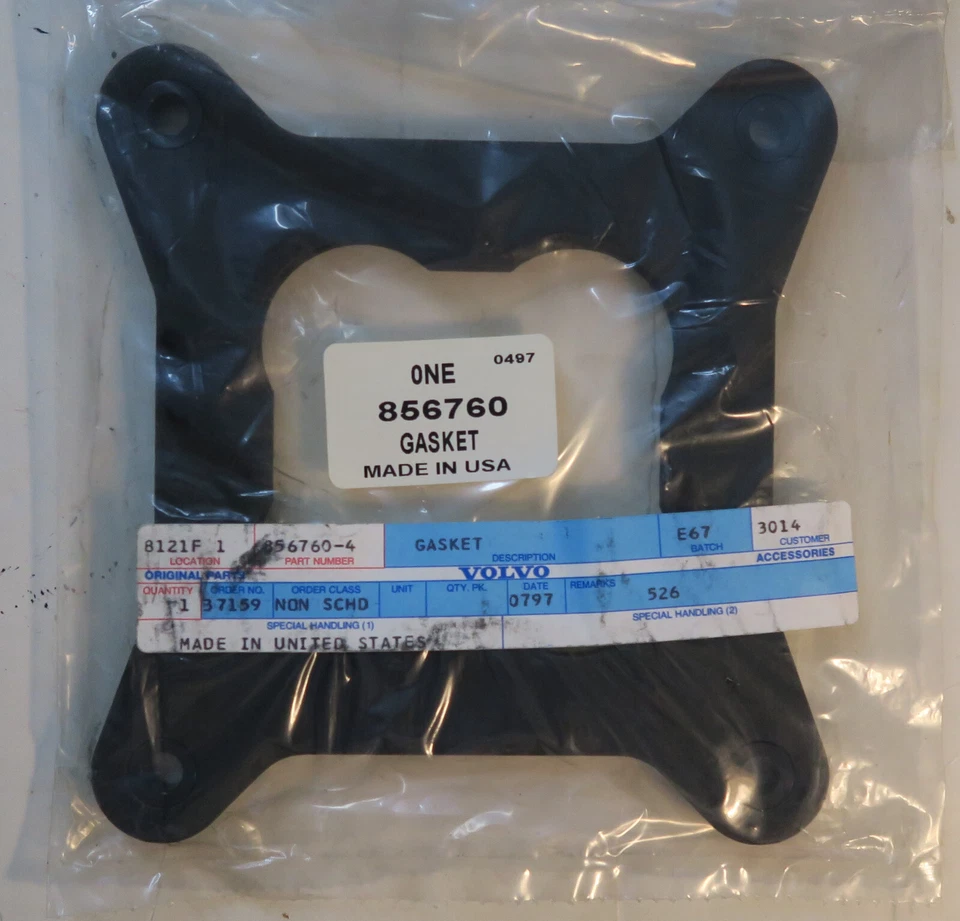 0497
0NE
856760
GASKET
MADE IN USA
8121F 1 856760-4 GASKET E67 3014
LOCATION PART NUMBER DESCRIPTION BATCH CUSTOMER
ORIGINAL PARTS VOLVO ACCESSORIES
QUANTITY ORDER NO. ORDER CLASS UNIT QTY. PK. DATE REMARKS
1 37159 NON SCHD 0797 526
SPECIAL HANDLING (1) SPECIAL HANDLING (2)
MADE IN UNITED STATES